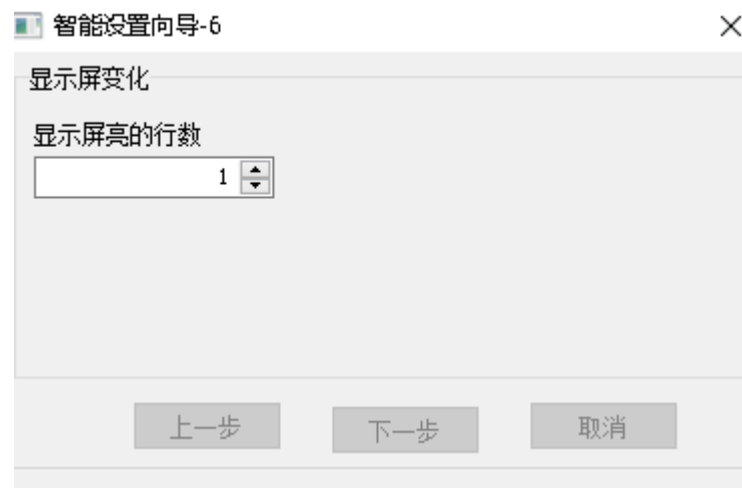 智能设置向导-6
显示屏变化
显示屏亮的行数
1
上一步 下一步 取消